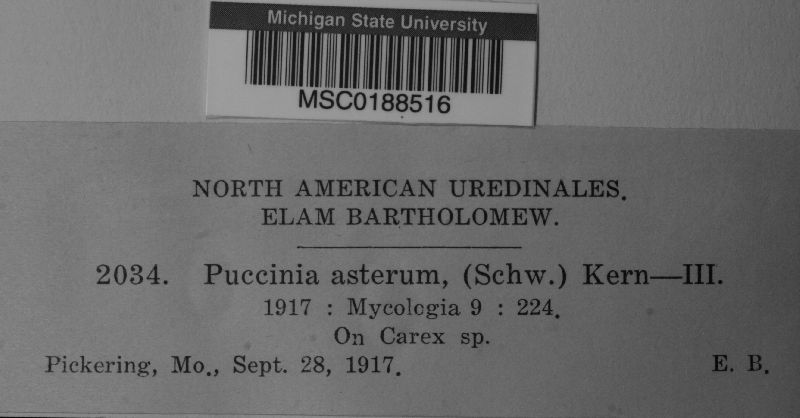 Michigan State University
MSC0188516
NORTH AMERICAN UREDINALES.
ELAM BARTHOLOMEW.
2034. Puccinia asterum, (Schw.) Kern—III.
1917 : Mycologia 9 : 224.
On Carex sp.
Pickering, Mo., Sept. 28, 1917. E. B.